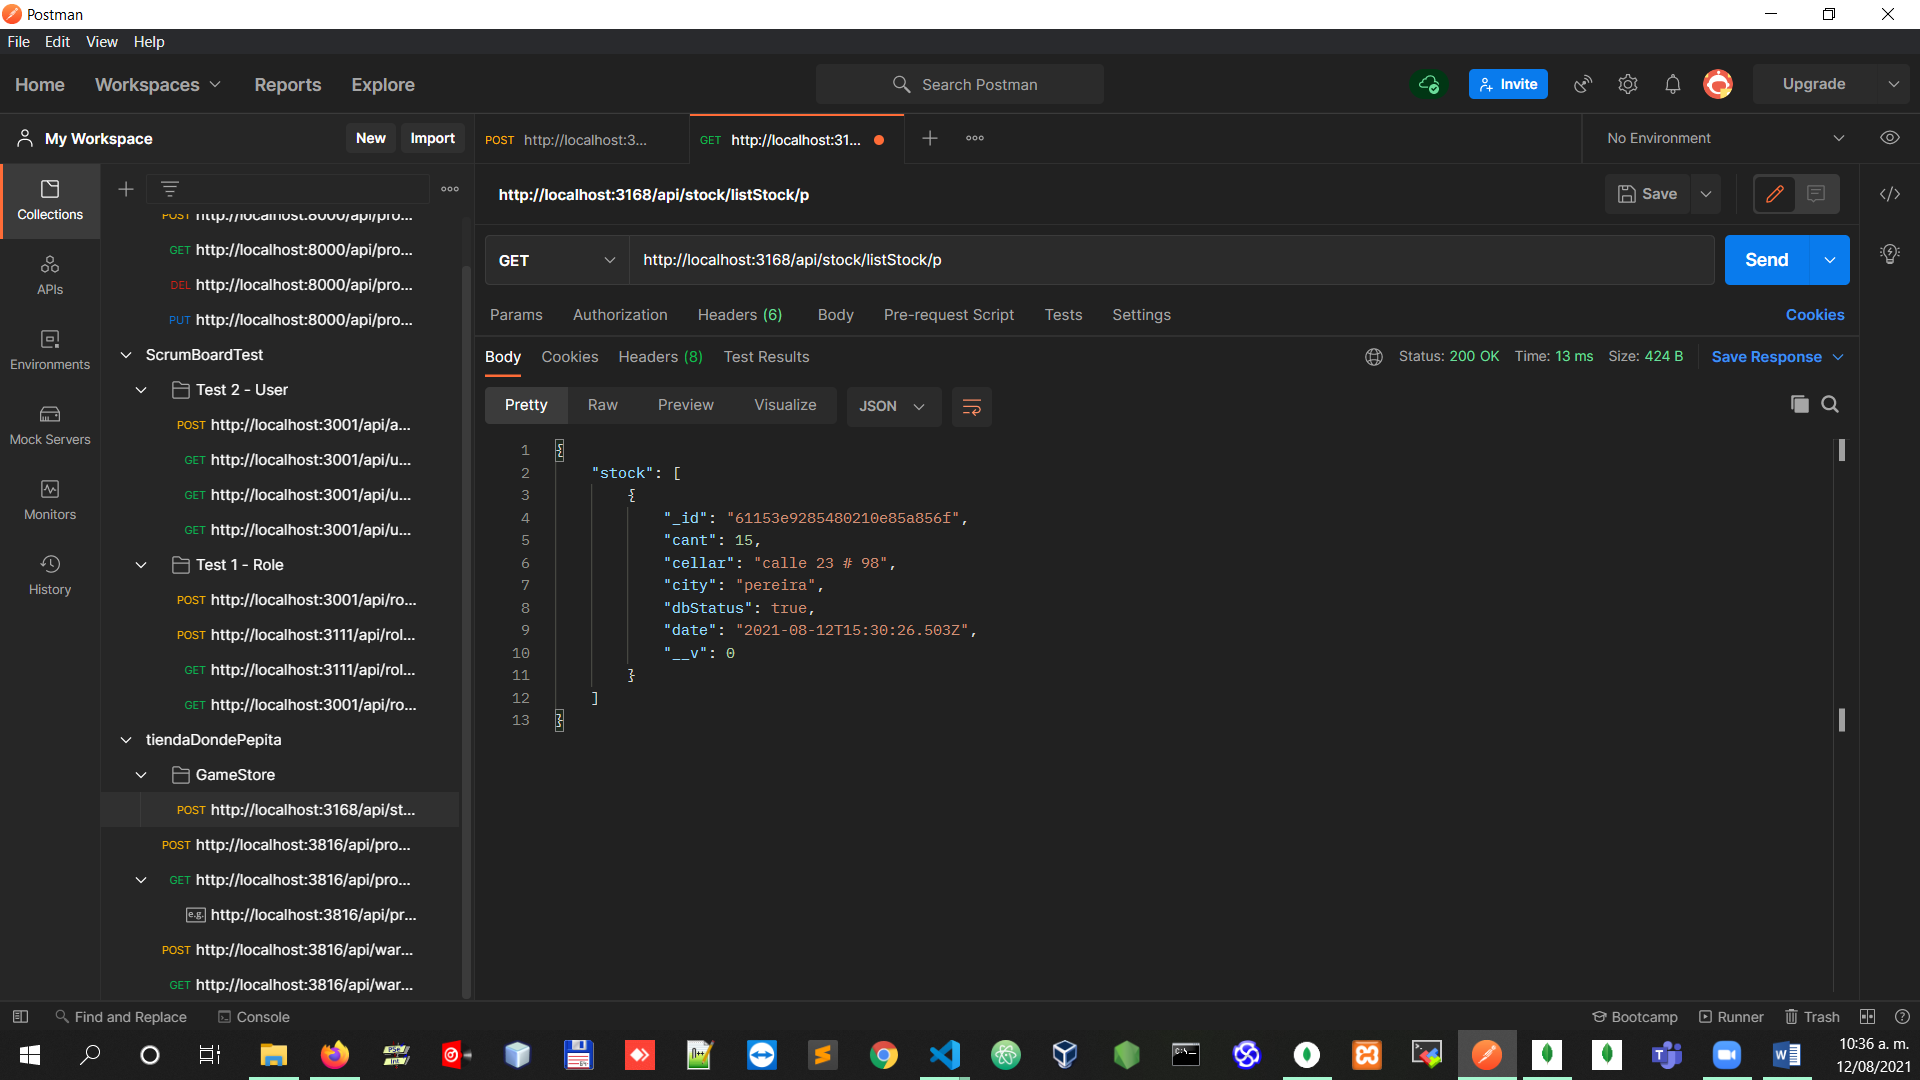 Postman
File Edit View Help
Home Workspaces Reports Explore
Search Postman
Invite
Upgrade
My Workspace
New Import
POST http://localhost:3...
GET http://localhost:31...
No Environment
Collections
APIs
Environments
Mock Servers
Monitors
History
POST http://localhost:8000/api/pro...
GET http://localhost:8000/api/pro...
DEL http://localhost:8000/api/pro...
PUT http://localhost:8000/api/pro...
ScrumBoardTest
Test 2 - User
POST http://localhost:3001/api/a...
GET http://localhost:3001/api/u...
GET http://localhost:3001/api/u...
GET http://localhost:3001/api/u...
Test 1 - Role
POST http://localhost:3001/api/ro...
POST http://localhost:3111/api/rol...
GET http://localhost:3111/api/rol...
GET http://localhost:3001/api/ro...
tiendaDondePepita
GameStore
POST http://localhost:3168/api/st...
POST http://localhost:3816/api/pro...
GET http://localhost:3816/api/pro...
e.g. http://localhost:3816/api/pr...
POST http://localhost:3816/api/war...
GET http://localhost:3816/api/war...
http://localhost:3168/api/stock/listStock/p
Save
GET http://localhost:3168/api/stock/listStock/p
Send
Params Authorization Headers (6) Body Pre-request Script Tests Settings
Cookies
Body Cookies Headers (8) Test Results
Status: 200 OK Time: 13 ms Size: 424 B Save Response
Pretty Raw Preview Visualize JSON
1 {
2 "stock": [
3 {
4 "_id": "61153e9285480210e85a856f",
5 "cant": 15,
6 "cellar": "calle 23 # 98",
7 "city": "pereira",
8 "dbStatus": true,
9 "date": "2021-08-12T15:30:26.503Z",
10 "__v": 0
11 }
12 ]
13 }
Find and Replace Console
Bootcamp Runner Trash
10:36 a. m.
12/08/2021